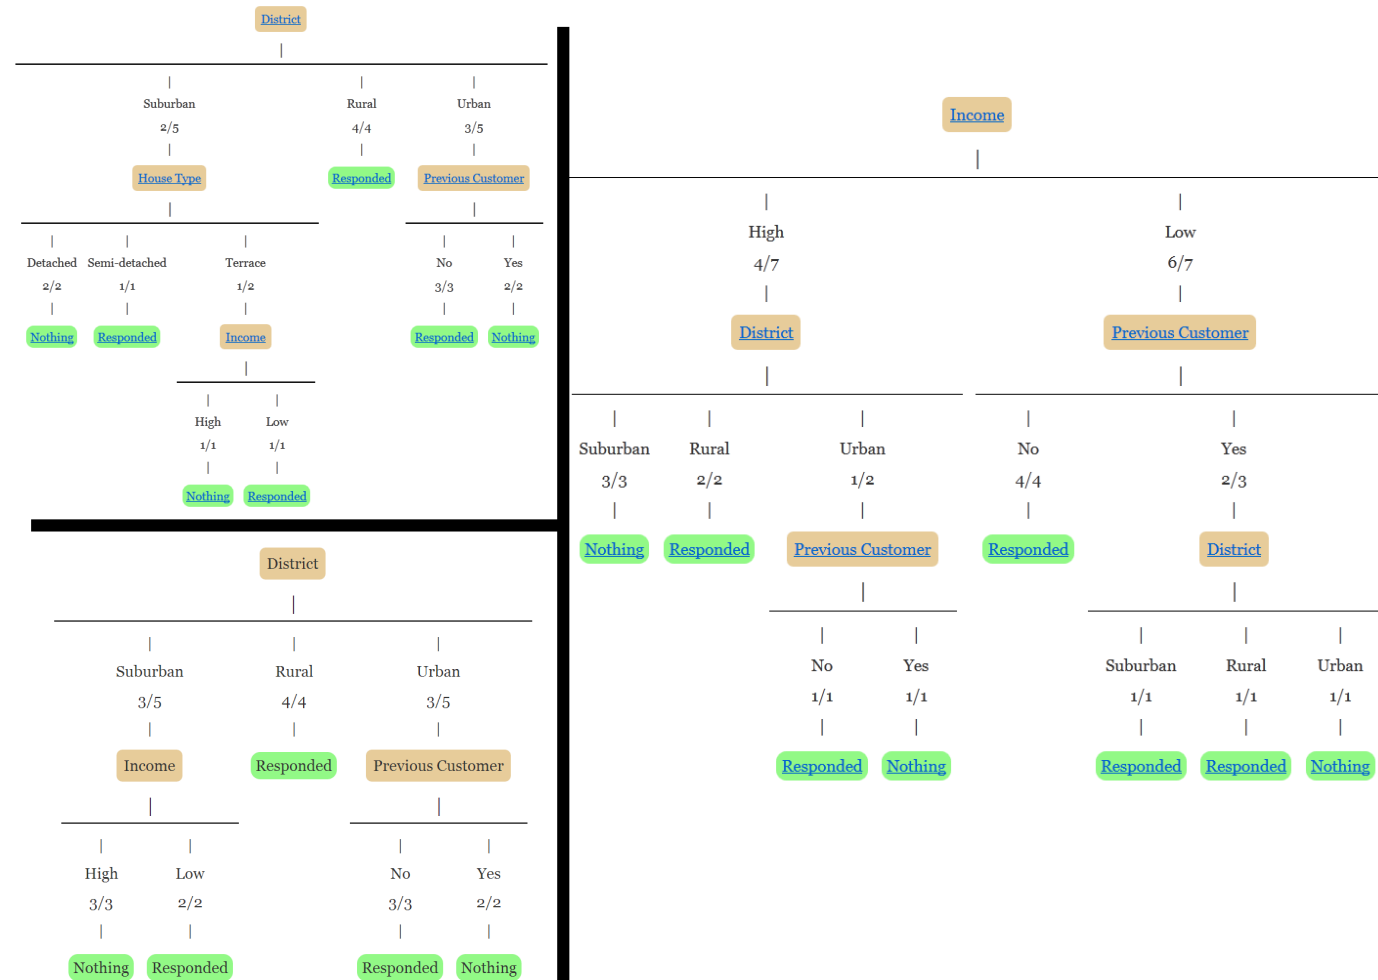 District
Suburban Rural Urban
2/5 4/4 3/5
House Type Responded Previous Customer
Detached Semi-detached Terrace No Yes
2/2 1/1 1/2 3/3 2/2
Nothing Responded Income Responded Nothing
High Low
1/1 1/1
Nothing Responded
District
Suburban Rural Urban
3/5 4/4 3/5
Income Responded Previous Customer
High Low No Yes
3/3 2/2 3/3 2/2
Nothing Responded Responded Nothing
Income
High Low
4/7 6/7
District Previous Customer
Suburban Rural Urban No Yes
3/3 2/2 1/2 4/4 2/3
Nothing Responded Previous Customer Responded District
No Yes Suburban Rural Urban
1/1 1/1 1/1 1/1 1/1
Responded Nothing Responded Responded Nothing